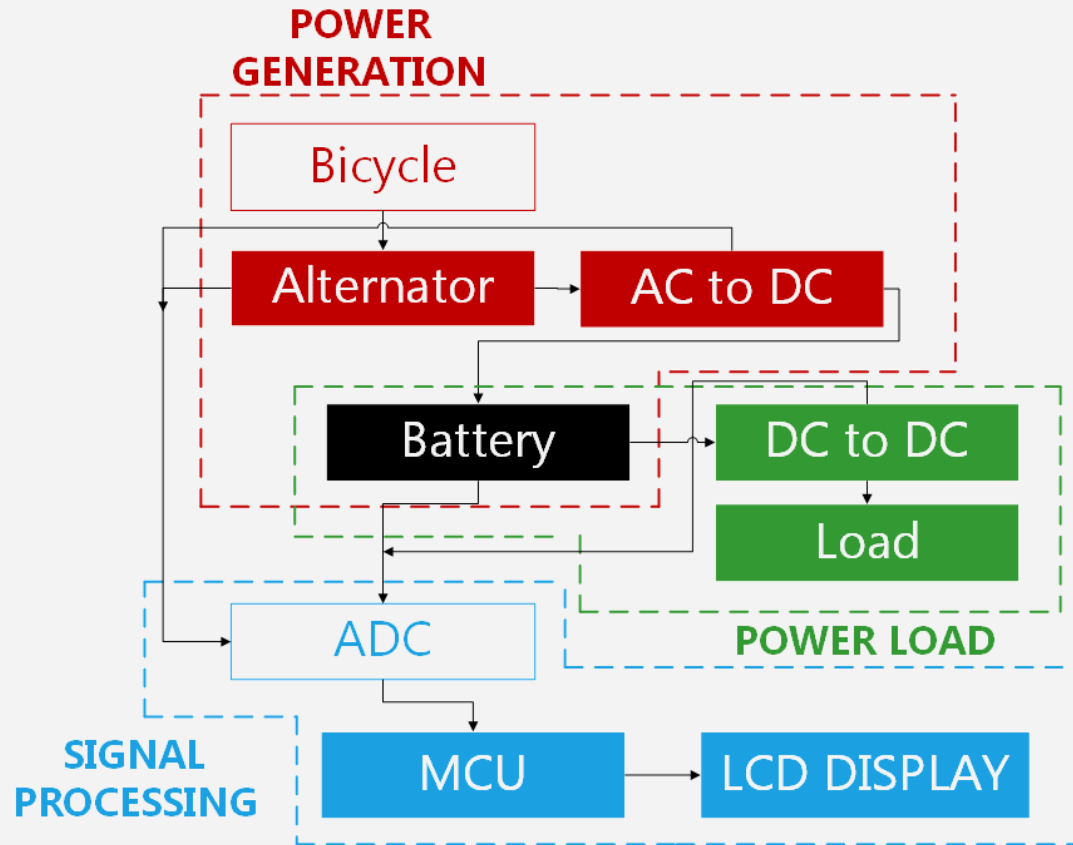 POWER
GENERATION
Bicycle
Alternator
AC to DC
Battery
DC to DC
Load
ADC
POWER LOAD
SIGNAL
PROCESSING
MCU
LCD DISPLAY